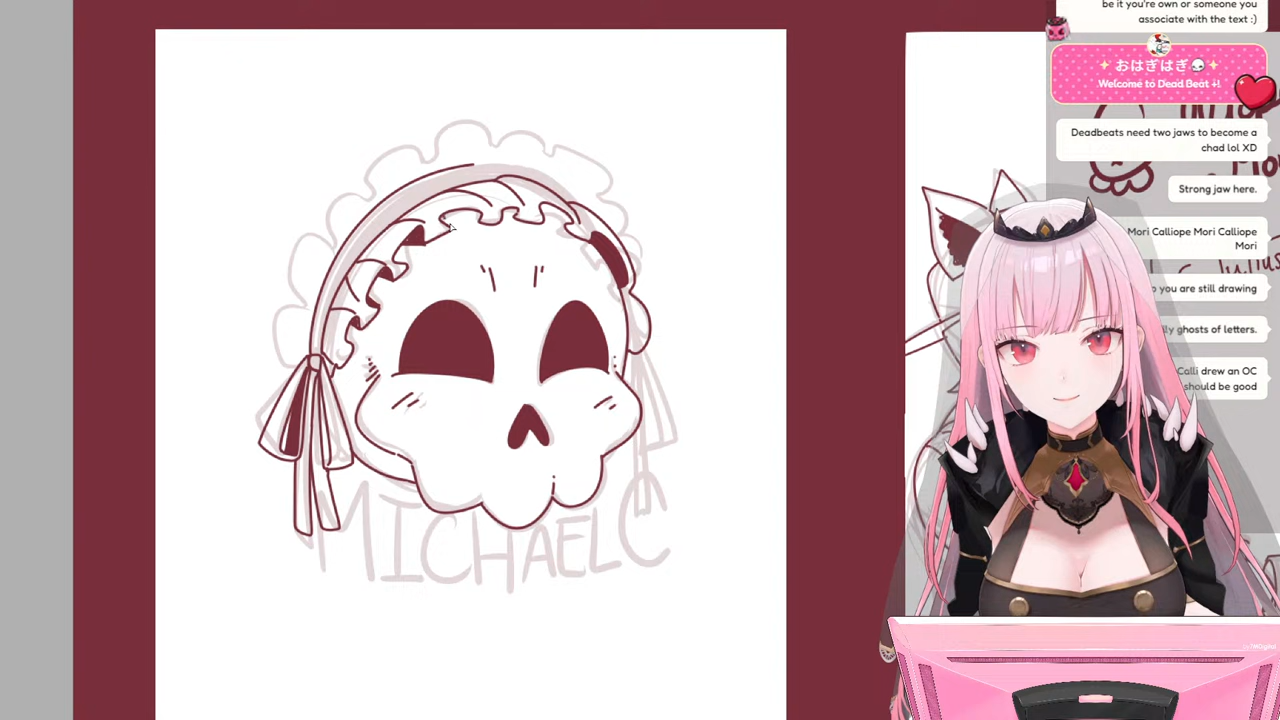 MICHAELC
be it you're own or someone you
associate with the text :)
おはぎはぎ
Welcome to Dead Beat +!
Deadbeats need two jaws to become a
chad lol XD
Strong jaw here.
Mori Calliope Mori Calliope
Mori
you are still drawing
ghosts of letters.
Calli drew an OC
should be good